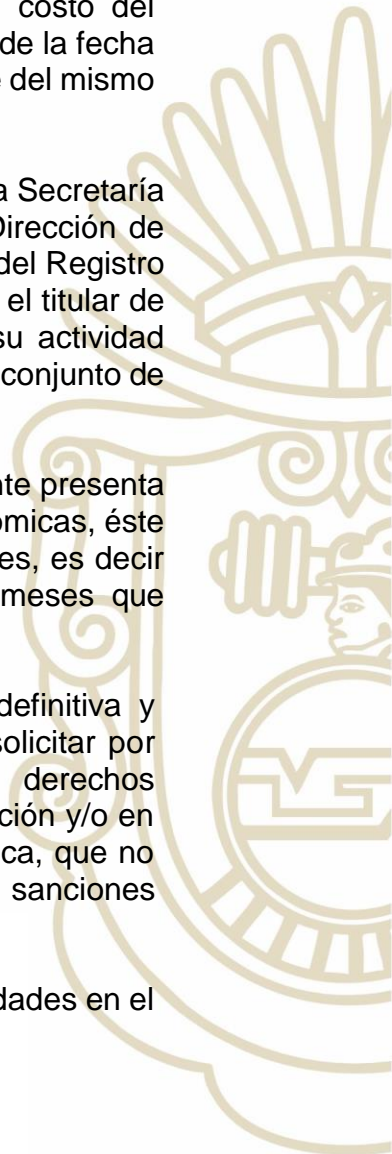 costo del
de la fecha
del mismo
a Secretaría
Dirección de
del Registro
el titular de
su actividad
conjunto de
nte presenta
ómicas, éste
es, es decir
meses que
definitiva y
solicitar por
derechos
ción y/o en
ca, que no
sanciones
dades en el